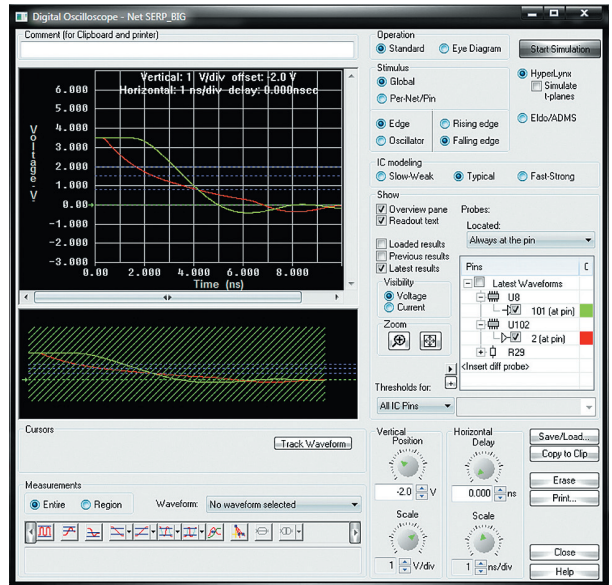 Digital Oscilloscope - Net SERP_BIG
Comment (for Clipboard and printer)
Vertical: 1 V/div offset: -2.0 V
Horizontal: 1 ns/div delay: 0.000nsec
Voltage -V-
6.000
5.000
4.000
3.000
2.000
1.000
0.00
-1.000
-2.000
-3.000
0.00 2.000 4.000 6.000 8.000
Time (ns)
Cursors
Track Waveform
Measurements
Entire Region Waveform: No waveform selected
Operation
Standard Eye Diagram
Start Simulation
Stimulus
Global
Per-Net/Pin
HyperLynx
Simulate
t-planes
Eldo/ADMS
Edge Rising edge
Oscillator Falling edge
IC modeling
Slow-Weak Typical Fast-Strong
Show
Overview pane
Readout text
Loaded results
Previous results
Latest results
Visibility
Voltage
Current
Zoom
Probes:
Located:
Always at the pin
Pins C
Latest Waveforms
U8
101 (at pin)
U102
2 (at pin)
R29
<Insert diff probe>
Thresholds for:
All IC Pins
Vertical
Position
-2.0 V
Scale
1 V/div
Horizontal
Delay
0.000 ns
Scale
1 ns/div
Save/Load...
Copy to Clip
Erase
Print...
Close
Help